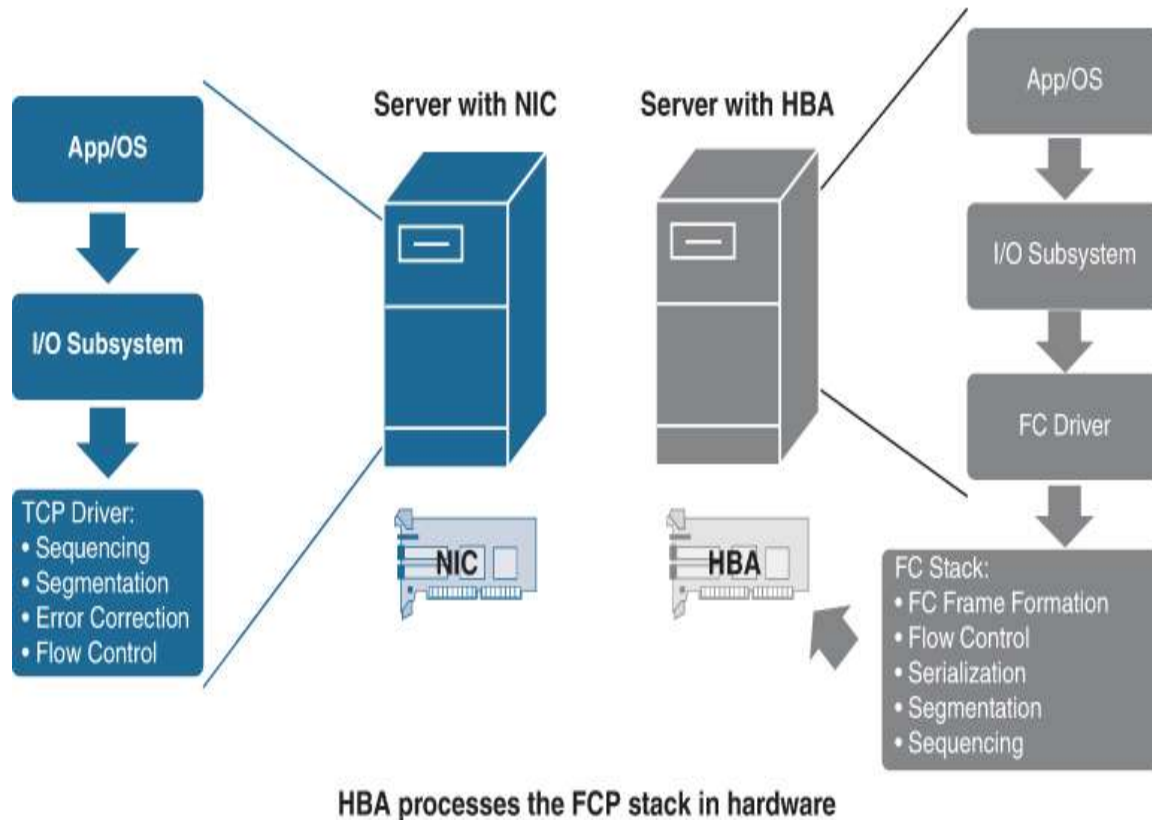 Server with NIC
Server with HBA
App/OS
I/O Subsystem
TCP Driver:
• Sequencing
• Segmentation
• Error Correction
• Flow Control
NIC
HBA
App/OS
I/O Subsystem
FC Driver
FC Stack:
• FC Frame Formation
• Flow Control
• Serialization
• Segmentation
• Sequencing
HBA processes the FCP stack in hardware